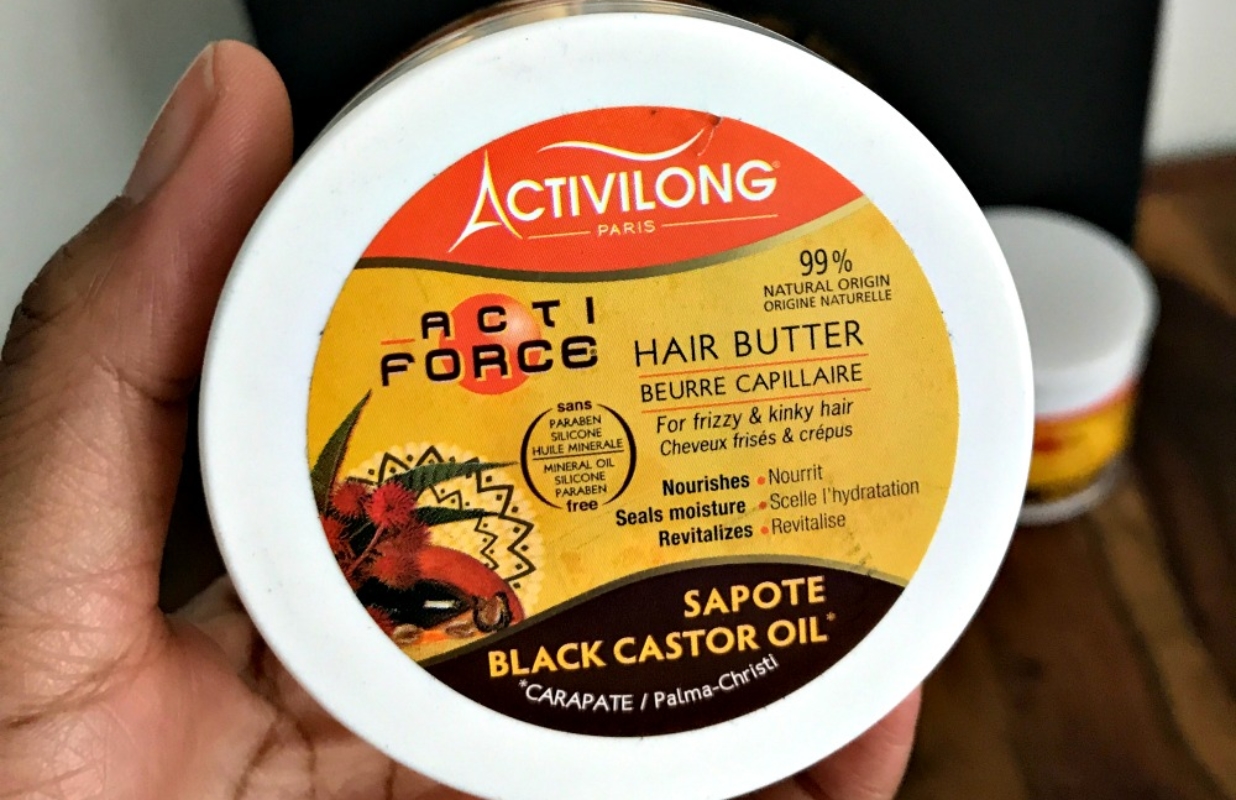 ACTIVILONG®
PARIS
99%
NATURAL ORIGIN
ORIGINE NATURELLE
ACTI
FORCE®
HAIR BUTTER
BEURRE CAPILLAIRE
For frizzy & kinky hair
Cheveux frisés & crépus
sans
PARABEN
SILICONE
HUILE MINERALE
MINERAL OIL
SILICONE
PARABEN
free
Nourishes • Nourrit
Seals moisture • Scelle l'hydratation
Revitalizes • Revitalise
SAPOTE
BLACK CASTOR OIL*
*CARAPATE / Palma-Christi